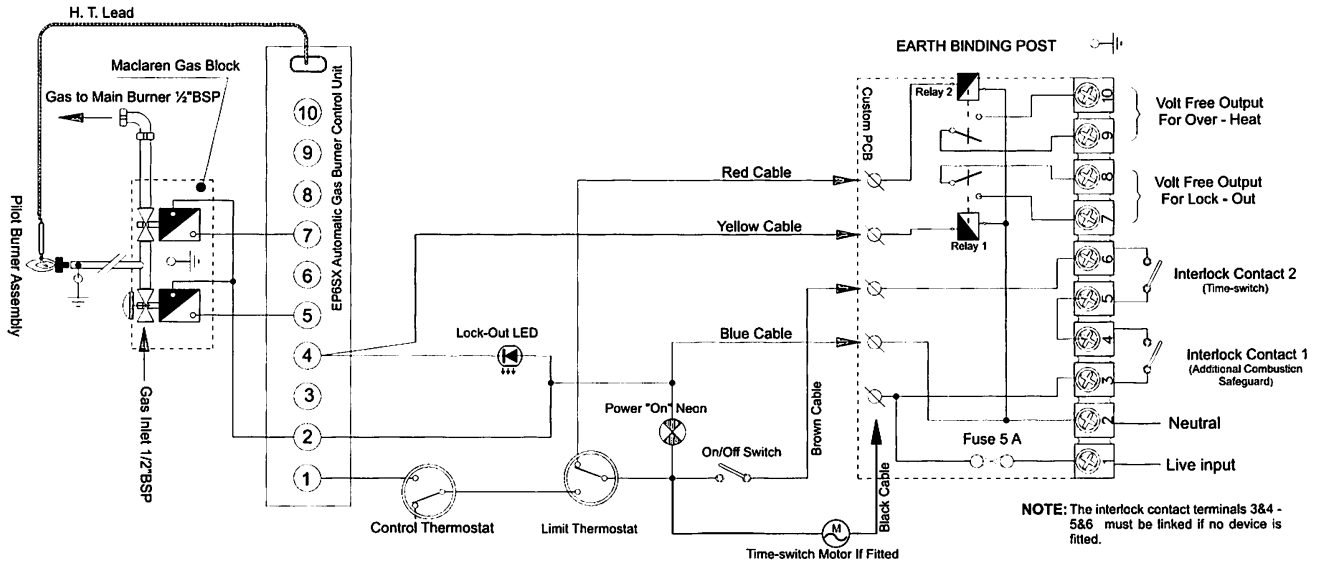 H. T. Lead
Maclaren Gas Block
Gas to Main Burner ½"BSP
EP6SX Automatic Gas Burner Control Unit
10
9
8
7
6
5
4
3
2
1
Pilot Burner Assembly
Gas Inlet 1/2"BSP
Lock-Out LED
Power "On" Neon
On/Off Switch
Control Thermostat
Limit Thermostat
M
Time-switch Motor If Fitted
Red Cable
Yellow Cable
Blue Cable
Brown Cable
Black Cable
EARTH BINDING POST
Custom PCB
Relay 2
Relay 1
Fuse 5 A
10
9
8
7
6
5
4
3
2
1
Volt Free Output
For Over - Heat
Volt Free Output
For Lock - Out
Interlock Contact 2
(Time-switch)
Interlock Contact 1
(Additional Combustion
Safeguard)
Neutral
Live input
NOTE: The interlock contact terminals 3&4 -
5&6 must be linked if no device is
fitted.